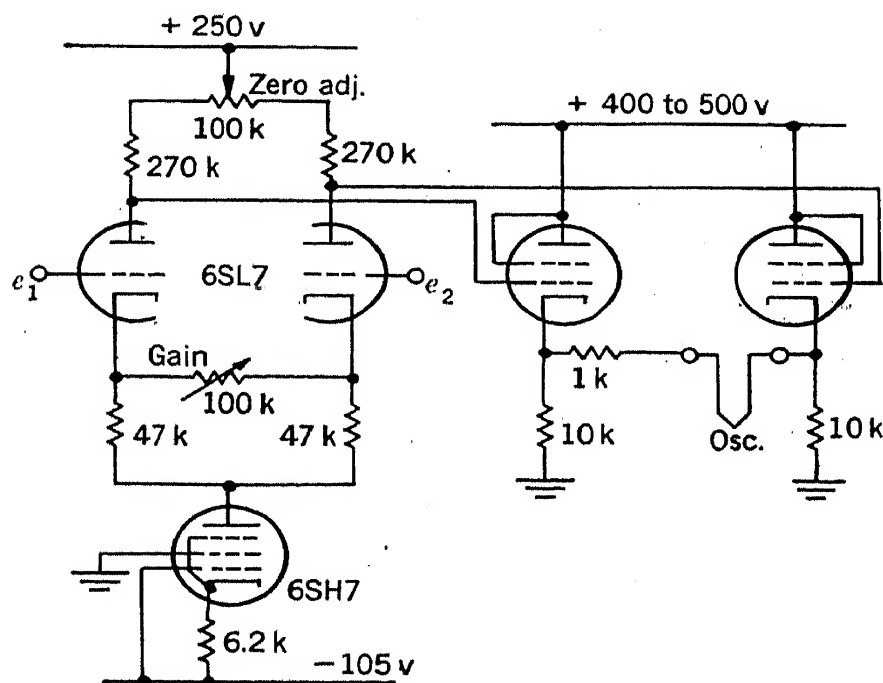 + 250 v
Zero adj.
100 k
270 k
270 k
+ 400 to 500 v
e1
6SL7
e2
Gain
100 k
1 k
47 k
47 k
10 k
Osc.
10 k
6SH7
6.2 k
−105 v